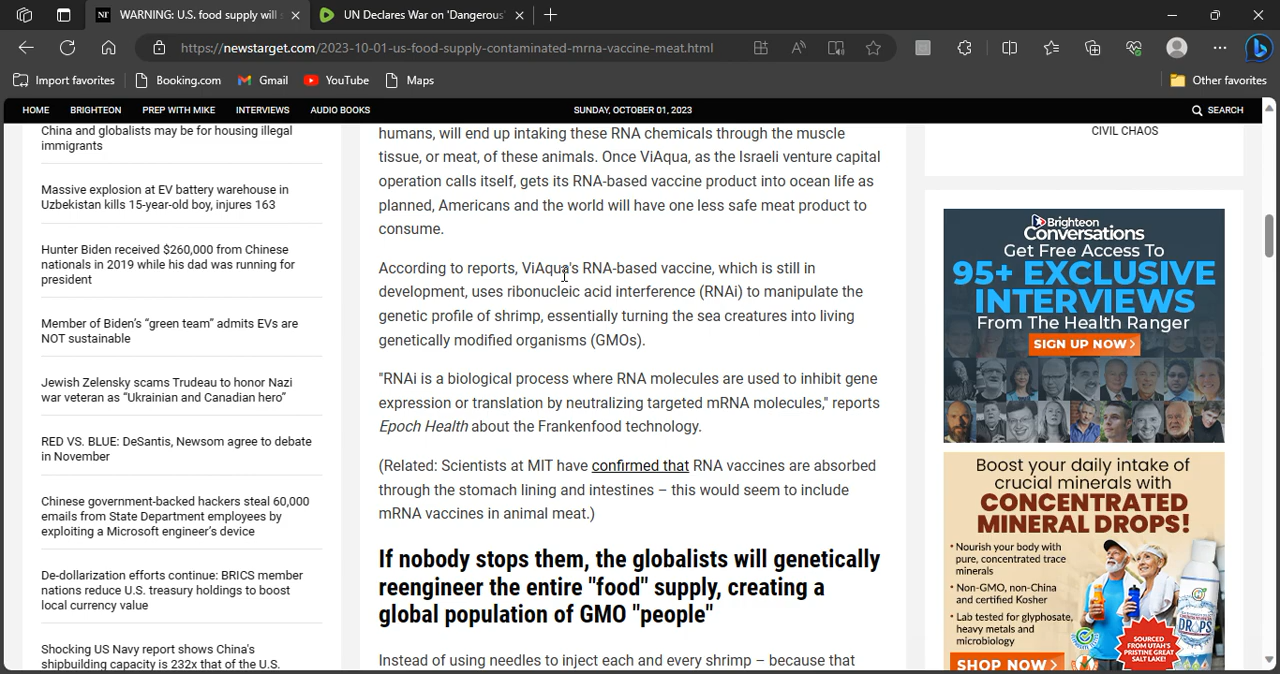 WARNING: U.S. food supply will
UN Declares War on 'Dangerous'
https://newstarget.com/2023-10-01-us-food-supply-contaminated-mrna-vaccine-meat.html
Import favorites
Booking.com
Gmail
YouTube
Maps
Other favorites
HOME
BRIGHTEON
PREP WITH MIKE
INTERVIEWS
AUDIO BOOKS
SUNDAY, OCTOBER 01, 2023
SEARCH
China and globalists may be for housing illegal
immigrants
Massive explosion at EV battery warehouse in
Uzbekistan kills 15-year-old boy, injures 163
Hunter Biden received $260,000 from Chinese
nationals in 2019 while his dad was running for
president
Member of Biden's “green team” admits EVs are
NOT sustainable
Jewish Zelensky scams Trudeau to honor Nazi
war veteran as “Ukrainian and Canadian hero”
RED VS. BLUE: DeSantis, Newsom agree to debate
in November
Chinese government-backed hackers steal 60,000
emails from State Department employees by
exploiting a Microsoft engineer's device
De-dollarization efforts continue: BRICS member
nations reduce U.S. treasury holdings to boost
local currency value
Shocking US Navy report shows China's
shipbuilding capacity is 232x that of the U.S.
humans, will end up intaking these RNA chemicals through the muscle
tissue, or meat, of these animals. Once ViAqua, as the Israeli venture capital
operation calls itself, gets its RNA-based vaccine product into ocean life as
planned, Americans and the world will have one less safe meat product to
consume.
According to reports, ViAqua's RNA-based vaccine, which is still in
development, uses ribonucleic acid interference (RNAi) to manipulate the
genetic profile of shrimp, essentially turning the sea creatures into living
genetically modified organisms (GMOs).
"RNAi is a biological process where RNA molecules are used to inhibit gene
expression or translation by neutralizing targeted mRNA molecules," reports
Epoch Health about the Frankenfood technology.
(Related: Scientists at MIT have confirmed that RNA vaccines are absorbed
through the stomach lining and intestines – this would seem to include
mRNA vaccines in animal meat.)
If nobody stops them, the globalists will genetically
reengineer the entire "food" supply, creating a
global population of GMO "people"
Instead of using needles to inject each and every shrimp – because that
CIVIL CHAOS
Brighteon
Conversations
Get Free Access To
95+ EXCLUSIVE
INTERVIEWS
From The Health Ranger
SIGN UP NOW >
Boost your daily intake of
crucial minerals with
CONCENTRATED
MINERAL DROPS!
• Nourish your body with
pure, concentrated trace
minerals
• Non-GMO, non-China
and certified Kosher
• Lab tested for glyphosate,
heavy metals and
microbiology
SOURCED
FROM UTAH'S
PRISTINE GREAT
SALT LAKE!
SHOP NOW >